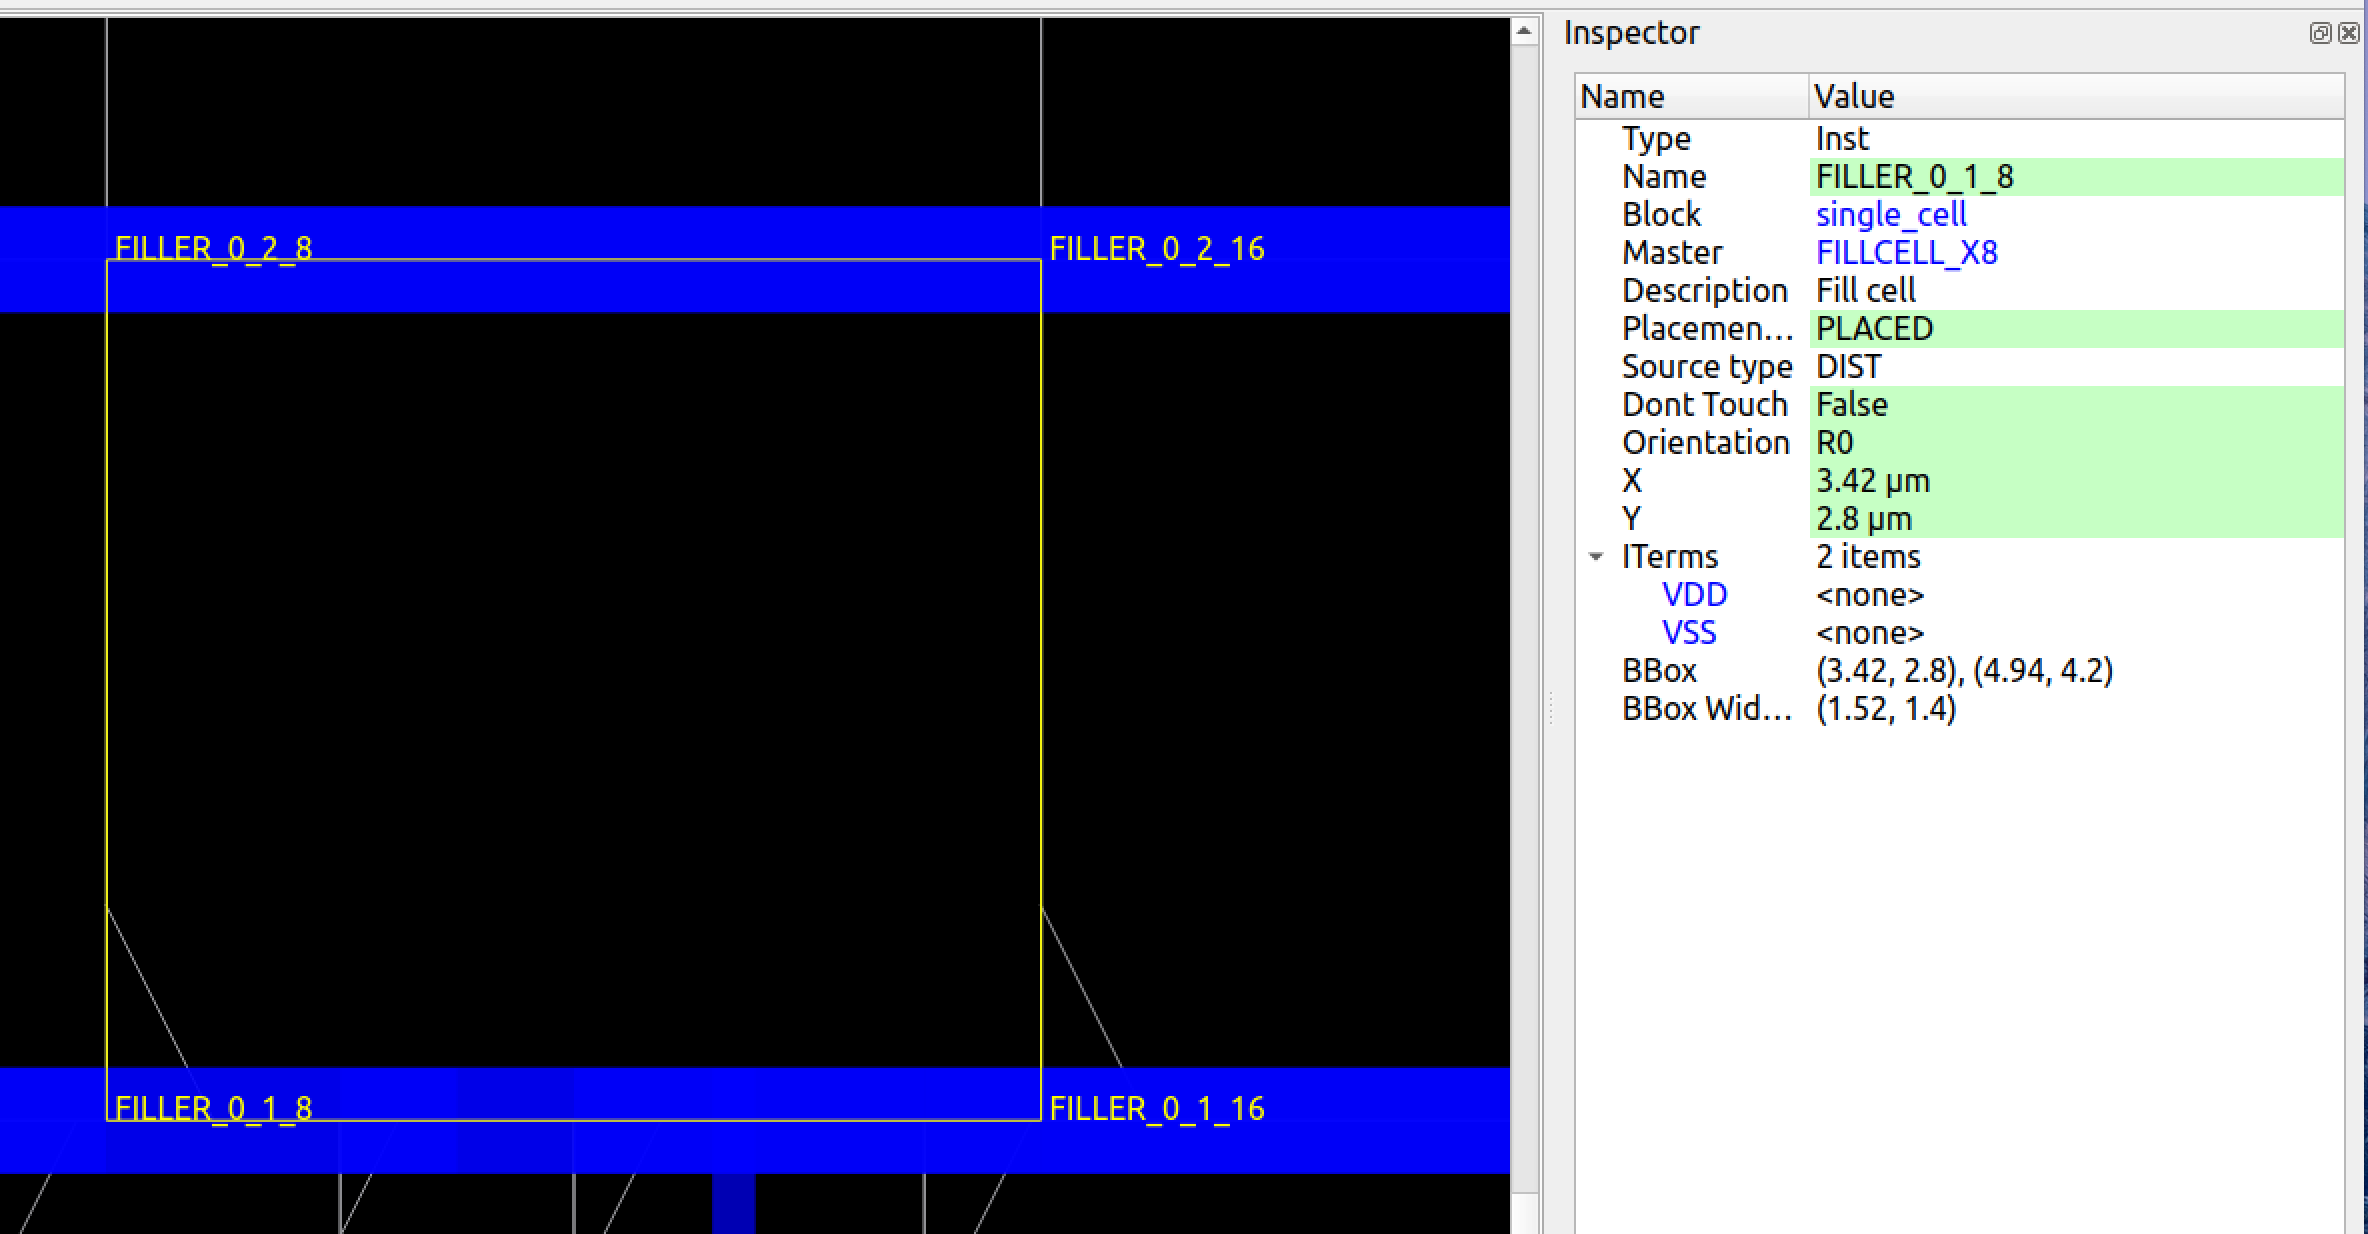 FILLER_0_2_8 FILLER_0_2_16
FILLER_0_1_8 FILLER_0_1_16
Inspector
Name Value
Type Inst
Name FILLER_0_1_8
Block single_cell
Master FILLCELL_X8
Description Fill cell
Placemen... PLACED
Source type DIST
Dont Touch False
Orientation R0
X 3.42 μm
Y 2.8 μm
ITerms 2 items
VDD <none>
VSS <none>
BBox (3.42, 2.8), (4.94, 4.2)
BBox Wid... (1.52, 1.4)